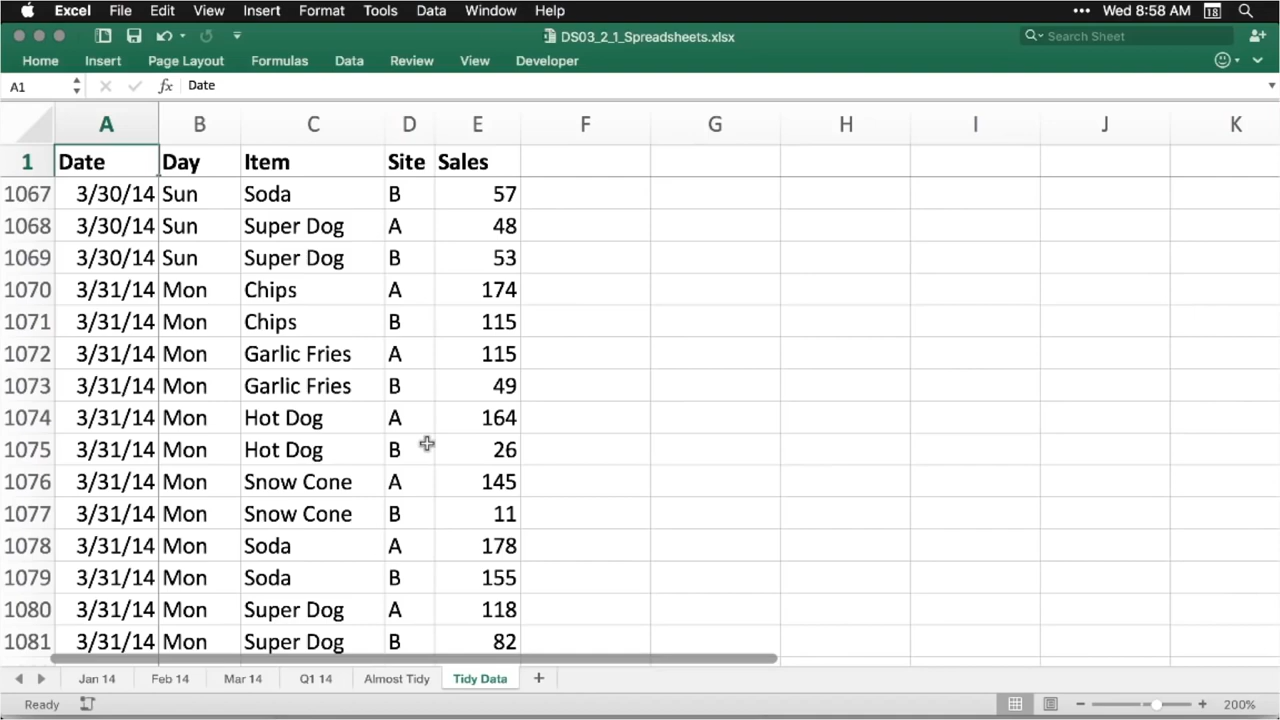 Excel File Edit View Insert Format Tools Data Window Help ••• Wed 8:58 AM 18
DS03_2_1_Spreadsheets.xlsx Search Sheet
Home Insert Page Layout Formulas Data Review View Developer
A1 fx Date
A B C D E F G H I J K
1 Date Day Item Site Sales
1067 3/30/14 Sun Soda B 57
1068 3/30/14 Sun Super Dog A 48
1069 3/30/14 Sun Super Dog B 53
1070 3/31/14 Mon Chips A 174
1071 3/31/14 Mon Chips B 115
1072 3/31/14 Mon Garlic Fries A 115
1073 3/31/14 Mon Garlic Fries B 49
1074 3/31/14 Mon Hot Dog A 164
1075 3/31/14 Mon Hot Dog B 26
1076 3/31/14 Mon Snow Cone A 145
1077 3/31/14 Mon Snow Cone B 11
1078 3/31/14 Mon Soda A 178
1079 3/31/14 Mon Soda B 155
1080 3/31/14 Mon Super Dog A 118
1081 3/31/14 Mon Super Dog B 82
Jan 14 Feb 14 Mar 14 Q1 14 Almost Tidy Tidy Data +
Ready − + 200%